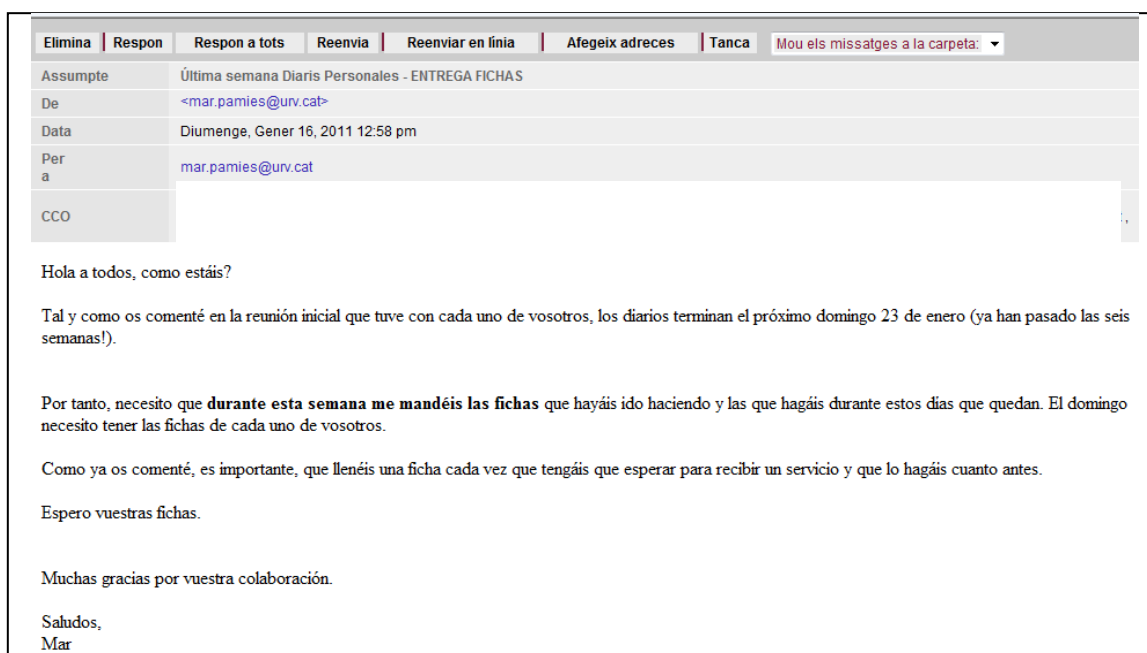 Elimina Respon Respon a tots Reenvia Reenviar en línia Afegeix adreces Tanca Mou els missatges a la carpeta:
Assumpte Última semana Diaris Personales - ENTREGA FICHAS
De <mar.pamies@urv.cat>
Data Diumenge, Gener 16, 2011 12:58 pm
Per
a mar.pamies@urv.cat
CCO
Hola a todos, como estáis?
Tal y como os comenté en la reunión inicial que tuve con cada uno de vosotros, los diarios terminan el próximo domingo 23 de enero (ya han pasado las seis
semanas!).
Por tanto, necesito que durante esta semana me mandéis las fichas que hayáis ido haciendo y las que hagáis durante estos días que quedan. El domingo
necesito tener las fichas de cada uno de vosotros.
Como ya os comenté, es importante, que llenéis una ficha cada vez que tengáis que esperar para recibir un servicio y que lo hagáis cuanto antes.
Espero vuestras fichas.
Muchas gracias por vuestra colaboración.
Saludos,
Mar